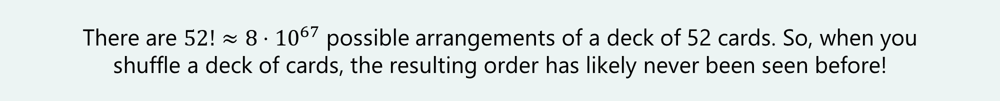 There are 52! ≈ 8 · 10⁶⁷ possible arrangements of a deck of 52 cards. So, when you
shuffle a deck of cards, the resulting order has likely never been seen before!